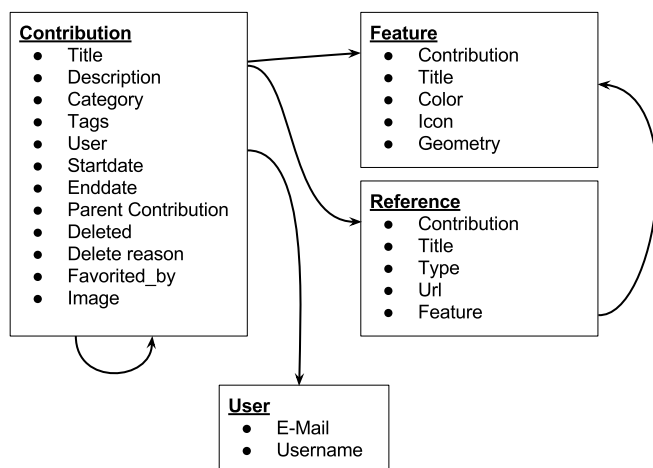 Contribution
● Title
● Description
● Category
● Tags
● User
● Startdate
● Enddate
● Parent Contribution
● Deleted
● Delete reason
● Favorited_by
● Image
Feature
● Contribution
● Title
● Color
● Icon
● Geometry
Reference
● Contribution
● Title
● Type
● Url
● Feature
User
● E-Mail
● Username